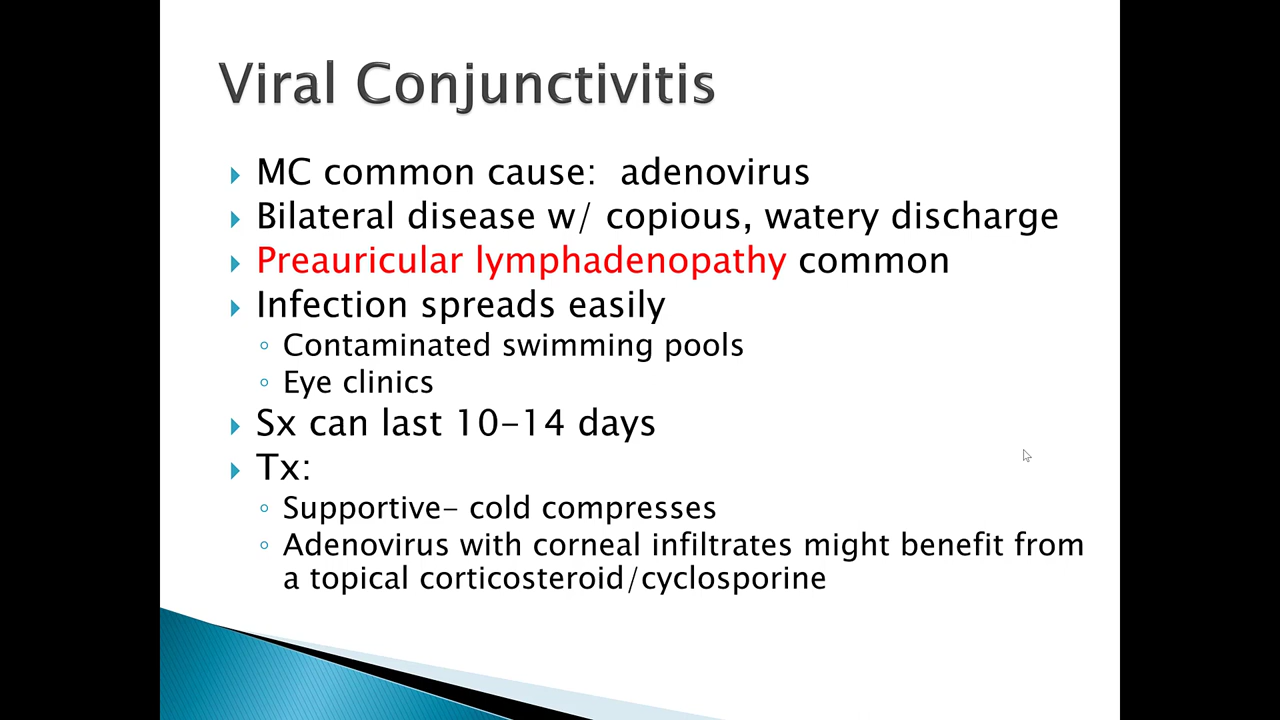 Viral Conjunctivitis
MC common cause:  adenovirus
Bilateral disease w/ copious, watery discharge
Preauricular lymphadenopathy common
Infection spreads easily
Contaminated swimming pools
Eye clinics
Sx can last 10-14 days
Tx:
Supportive- cold compresses
Adenovirus with corneal infiltrates might benefit from
a topical corticosteroid/cyclosporine